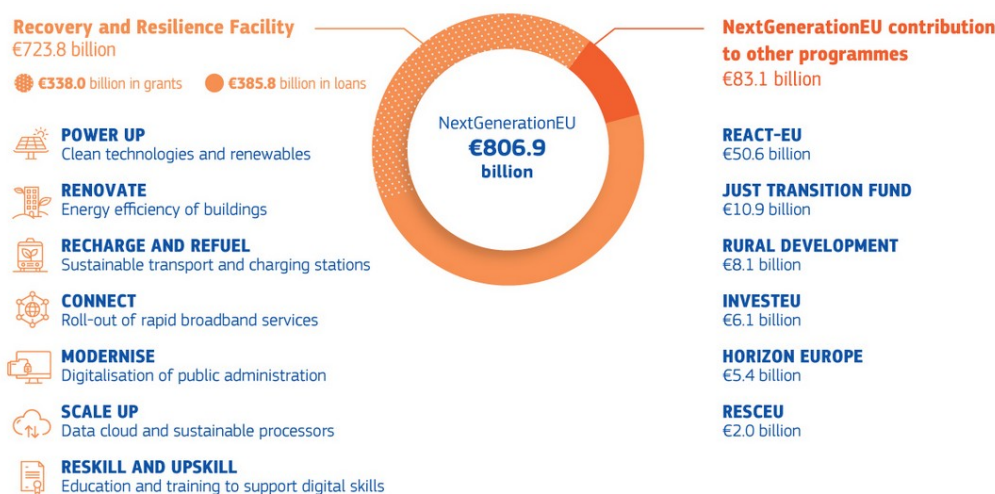 Recovery and Resilience Facility
€723.8 billion
€338.0 billion in grants
€385.8 billion in loans
POWER UP
Clean technologies and renewables
RENOVATE
Energy efficiency of buildings
RECHARGE AND REFUEL
Sustainable transport and charging stations
CONNECT
Roll-out of rapid broadband services
MODERNISE
Digitalisation of public administration
SCALE UP
Data cloud and sustainable processors
RESKILL AND UPSKILL
Education and training to support digital skills
NextGenerationEU
€806.9
billion
NextGenerationEU contribution
to other programmes
€83.1 billion
REACT-EU
€50.6 billion
JUST TRANSITION FUND
€10.9 billion
RURAL DEVELOPMENT
€8.1 billion
INVESTEU
€6.1 billion
HORIZON EUROPE
€5.4 billion
RESCEU
€2.0 billion